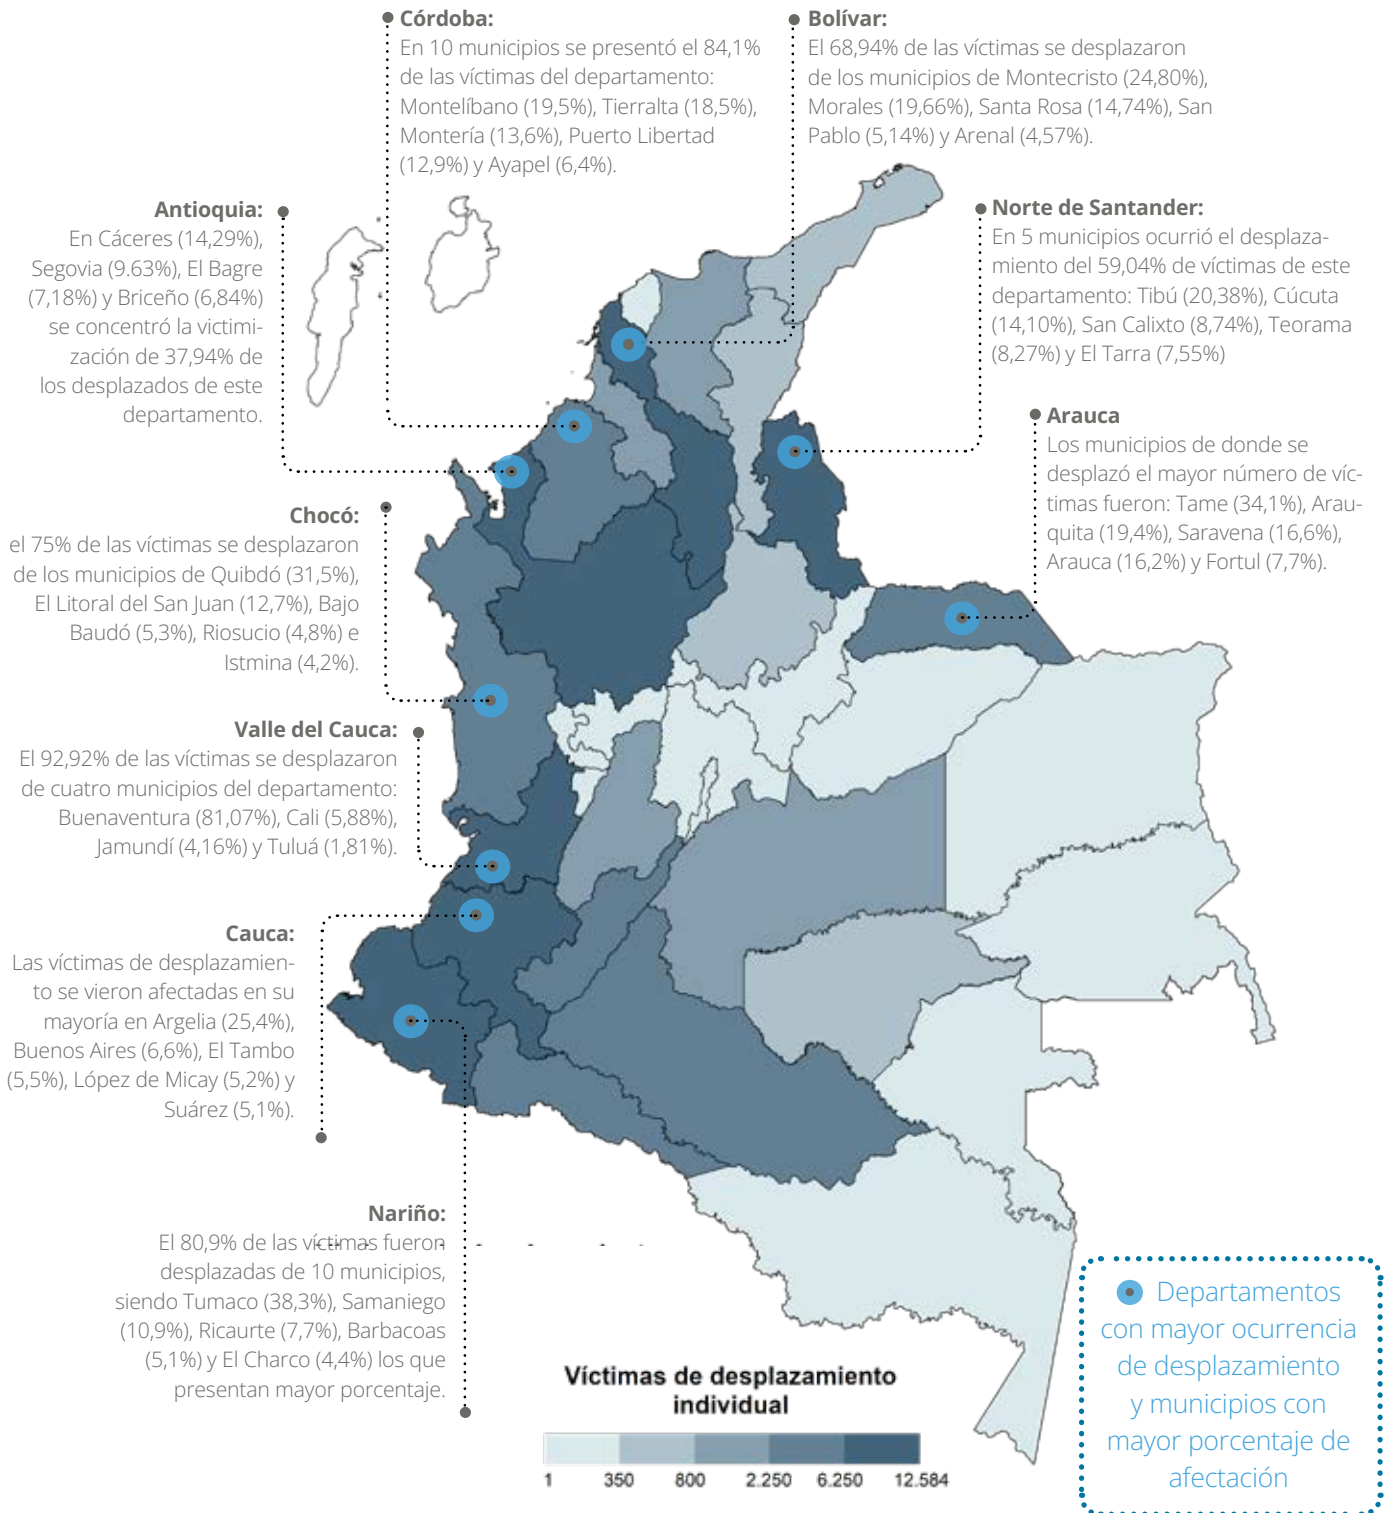 Córdoba:
En 10 municipios se presentó el 84,1%
de las víctimas del departamento:
Montelíbano (19,5%), Tierralta (18,5%),
Montería (13,6%), Puerto Libertad
(12,9%) y Ayapel (6,4%).
Bolívar:
El 68,94% de las víctimas se desplazaron
de los municipios de Montecristo (24,80%),
Morales (19,66%), Santa Rosa (14,74%), San
Pablo (5,14%) y Arenal (4,57%).
Antioquia:
En Cáceres (14,29%),
Segovia (9.63%), El Bagre
(7,18%) y Briceño (6,84%)
se concentró la victimi-
zación de 37,94% de
los desplazados de este
departamento.
Norte de Santander:
En 5 municipios ocurrió el desplaza-
miento del 59,04% de víctimas de este
departamento: Tibú (20,38%), Cúcuta
(14,10%), San Calixto (8,74%), Teorama
(8,27%) y El Tarra (7,55%)
Arauca
Los municipios de donde se
desplazó el mayor número de víc-
timas fueron: Tame (34,1%), Arau-
quita (19,4%), Saravena (16,6%),
Arauca (16,2%) y Fortul (7,7%).
Chocó:
el 75% de las víctimas se desplazaron
de los municipios de Quibdó (31,5%),
El Litoral del San Juan (12,7%), Bajo
Baudó (5,3%), Riosucio (4,8%) e
Istmina (4,2%).
Valle del Cauca:
El 92,92% de las víctimas se desplazaron
de cuatro municipios del departamento:
Buenaventura (81,07%), Cali (5,88%),
Jamundí (4,16%) y Tuluá (1,81%).
Cauca:
Las víctimas de desplazamien-
to se vieron afectadas en su
mayoría en Argelia (25,4%),
Buenos Aires (6,6%), El Tambo
(5,5%), López de Micay (5,2%) y
Suárez (5,1%).
Nariño:
El 80,9% de las víctimas fueron
desplazadas de 10 municipios,
siendo Tumaco (38,3%), Samaniego
(10,9%), Ricaurte (7,7%), Barbacoas
(5,1%) y El Charco (4,4%) los que
presentan mayor porcentaje.
Víctimas de desplazamiento
individual
1 350 800 2.250 6.250 12.584
Departamentos
con mayor ocurrencia
de desplazamiento
y municipios con
mayor porcentaje de
afectación